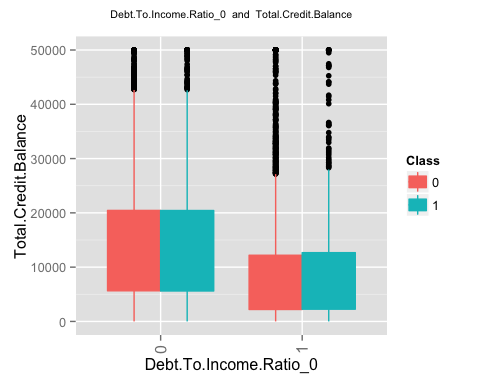 Debt.To.Income.Ratio_0 and Total.Credit.Balance
Total.Credit.Balance
50000
40000
30000
20000
10000
0
0
1
Debt.To.Income.Ratio_0
Class
0
1